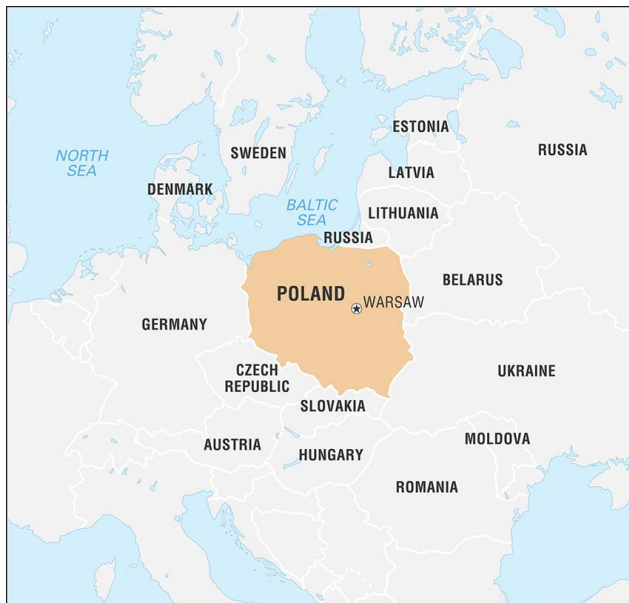 ESTONIA
NORTH
SEA
SWEDEN
RUSSIA
LATVIA
DENMARK
BALTIC
SEA
LITHUANIA
RUSSIA
BELARUS
POLAND
WARSAW
GERMANY
CZECH
REPUBLIC
UKRAINE
SLOVAKIA
AUSTRIA
MOLDOVA
HUNGARY
ROMANIA